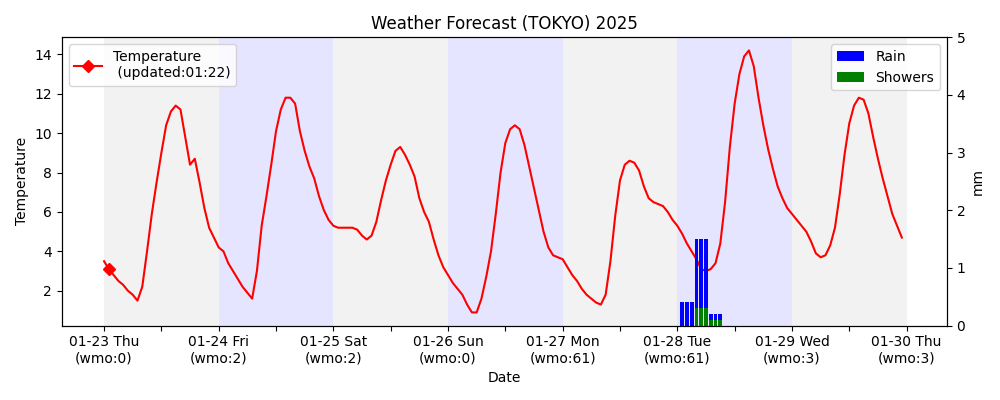 Weather Forecast (TOKYO) 2025
Temperature
(updated:01:22)
Rain
Showers
14
12
10
8
6
4
2
Temperature
5
4
3
2
1
0
mm
01-23 Thu
(wmo:0)
01-24 Fri
(wmo:2)
01-25 Sat
(wmo:2)
01-26 Sun
(wmo:0)
01-27 Mon
(wmo:61)
01-28 Tue
(wmo:61)
01-29 Wed
(wmo:3)
01-30 Thu
(wmo:3)
Date